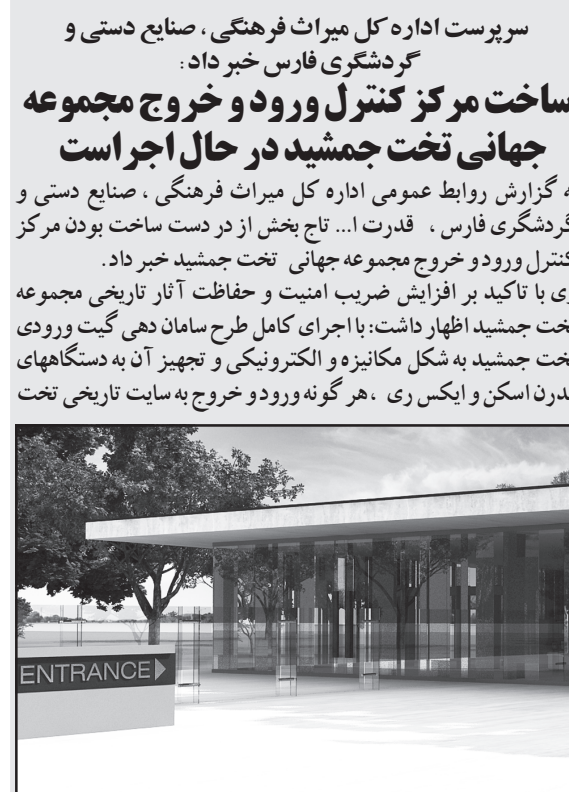 سرپرست اداره کل میراث فرهنگی، صنایع دستی و
گردشگری فارس خبر داد:
ساخت مرکز کنترل ورود و خروج مجموعه
جهانی تخت جمشید در حال اجراست
گزارش روابط عمومی اداره کل میراث فرهنگی ، صنایع دستی و
گردشگری فارس ، قدرت ا... تاج بخش از در دست ساخت بودن مرکز
کنترل ورود و خروج مجموعه جهانی تخت جمشید خبر داد.
وی با تاکید بر افزایش ضریب امنیت و حفاظت آثار تاریخی مجموعه
تخت جمشید اظهار داشت: با اجرای کامل طرح سامان دهی گیت ورودی
تخت جمشید به شکل مکانیزه و الکترونیکی و تجهیز آن به دستگاههای
مدرن اسکن و ایکس ری ، هر گونه ورود و خروج به سایت تاریخی تخت
ENTRANCE